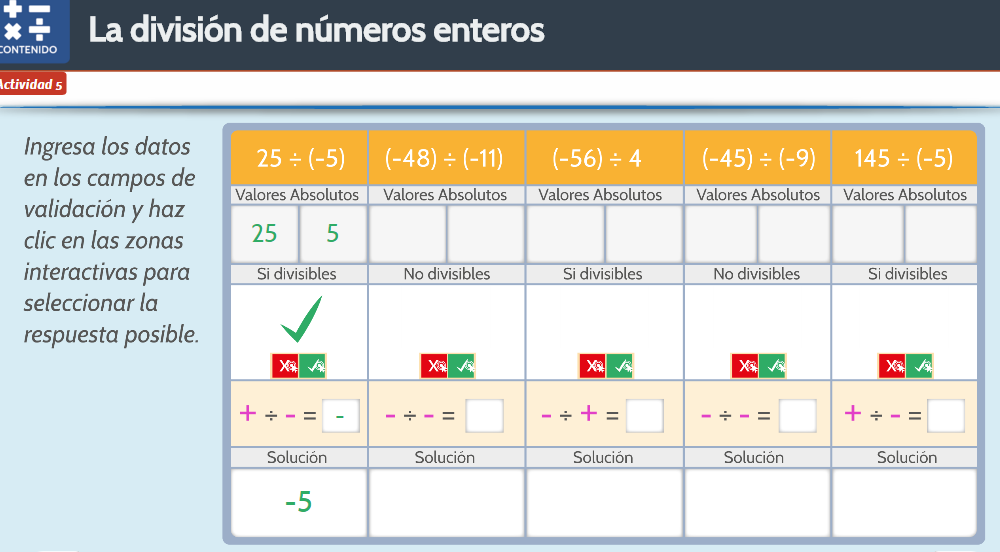 CONTENIDO
La división de números enteros
Actividad 5
Ingresa los datos
en los campos de
validación y haz
clic en las zonas
interactivas para
seleccionar la
respuesta posible.
25 ÷ (-5) (-48) ÷ (-11) (-56) ÷ 4 (-45) ÷ (-9) 145 ÷ (-5)
Valores Absolutos Valores Absolutos Valores Absolutos Valores Absolutos Valores Absolutos
25 5
Si divisibles No divisibles Si divisibles No divisibles Si divisibles
+ ÷ - = - - ÷ - = - ÷ + = - ÷ - = + ÷ - =
Solución Solución Solución Solución Solución
-5